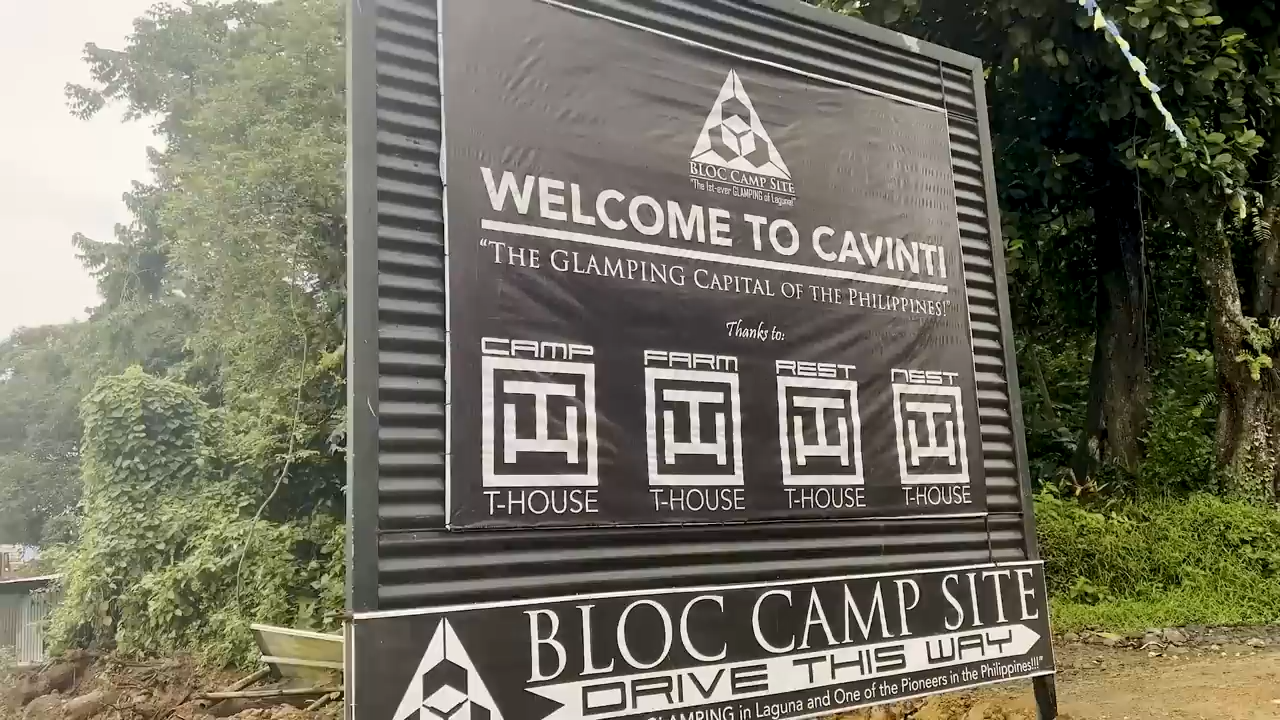 BLOC CAMP SITE
"The 1st-ever GLAMPING of Laguna!"
WELCOME TO CAVINTI
"THE GLAMPING CAPITAL OF THE PHILIPPINES!"
Thanks to:
CAMP FARM REST NEST
T-HOUSE T-HOUSE T-HOUSE T-HOUSE
BLOC CAMP SITE
DRIVE THIS WAY
GLAMPING in Laguna and One of the Pioneers in the Philippines!!!"